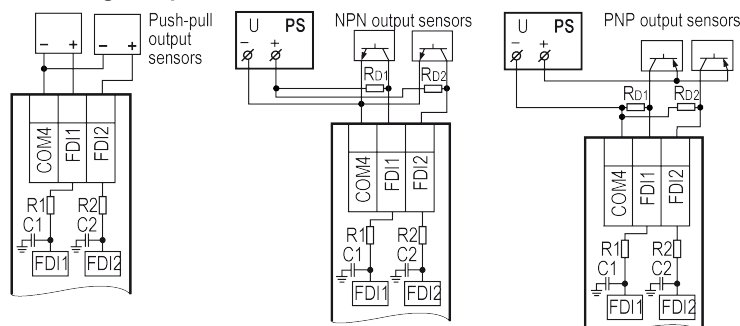 Push-pull
output
sensors
- +
- +
COM4
FDI1
FDI2
R1
R2
C1
C2
FDI1
FDI2
U PS
- +
NPN output sensors
RD1
RD2
COM4
FDI1
FDI2
R1
R2
C1
C2
FDI1
FDI2
U PS
- +
PNP output sensors
RD1
RD2
COM4
FDI1
FDI2
R1
R2
C1
C2
FDI1
FDI2